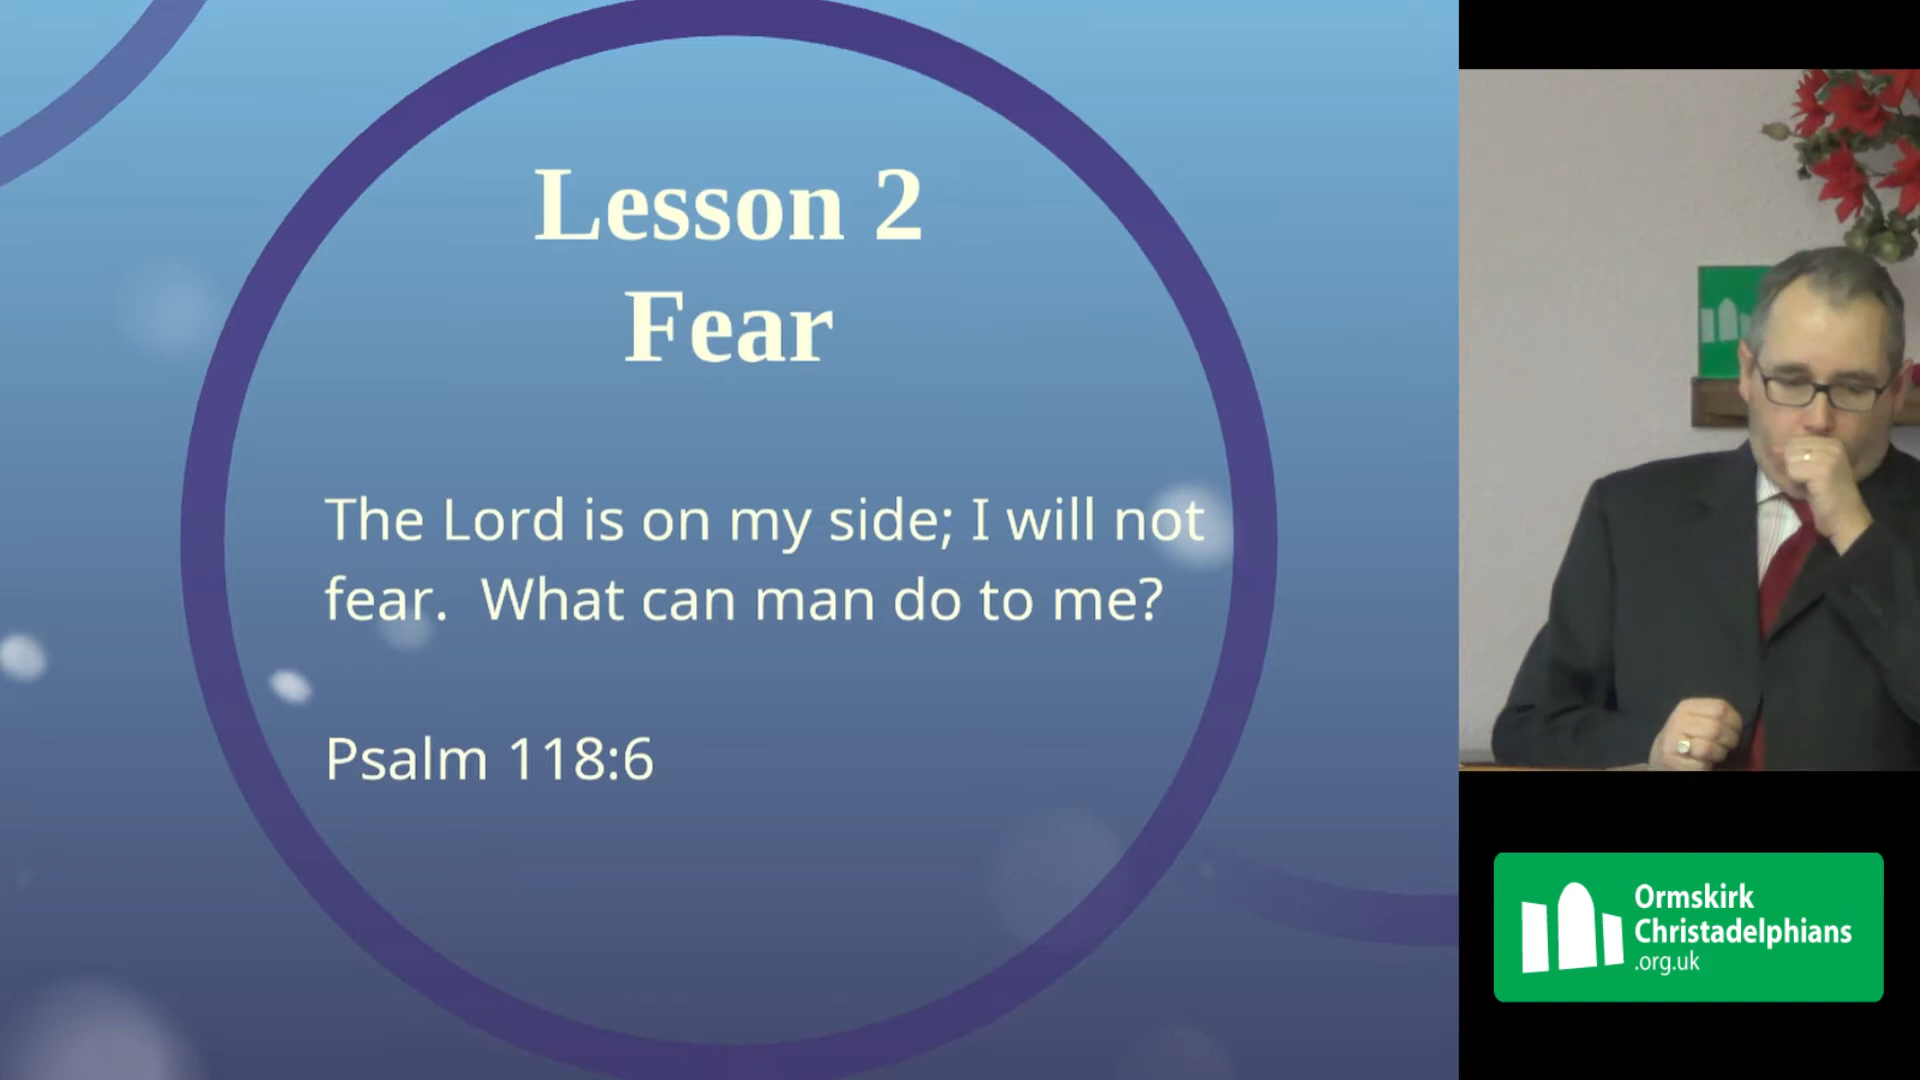 Lesson 2
Fear
The Lord is on my side; I will not
fear.  What can man do to me?
Psalm 118:6
Ormskirk
Christadelphians
.org.uk